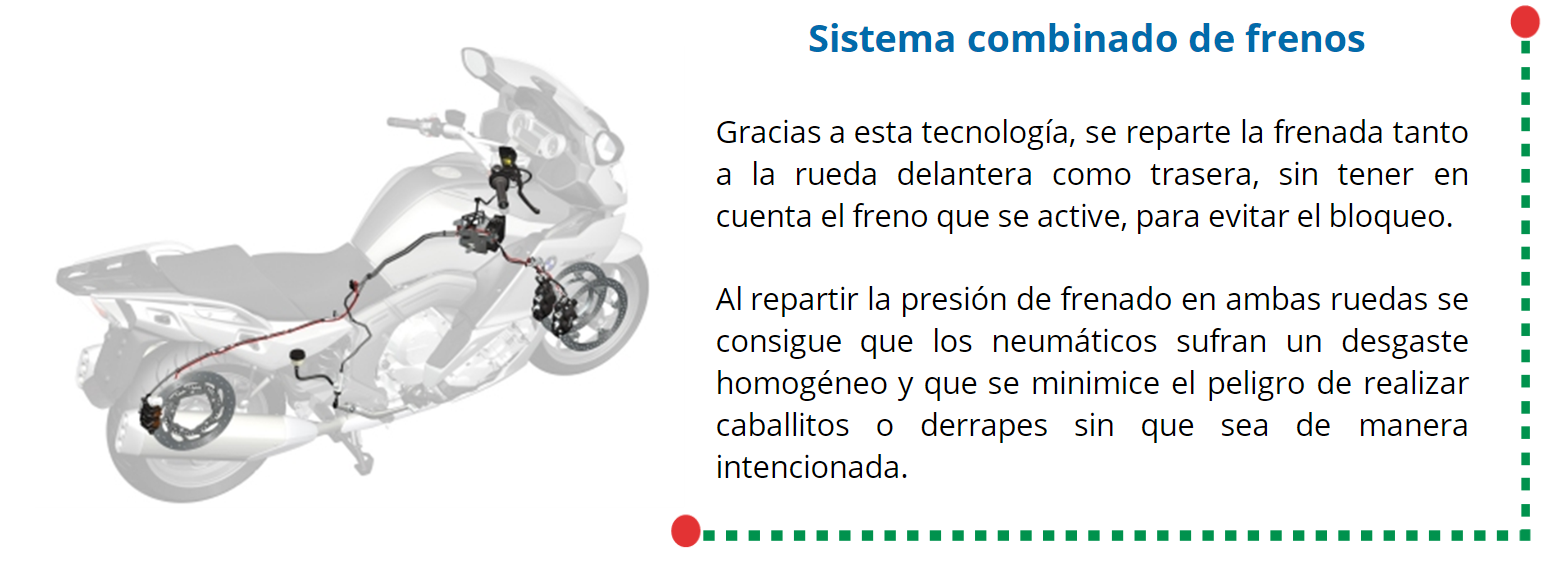 Sistema combinado de frenos
Gracias a esta tecnología, se reparte la frenada tanto
a la rueda delantera como trasera, sin tener en
cuenta el freno que se active, para evitar el bloqueo.
Al repartir la presión de frenado en ambas ruedas se
consigue que los neumáticos sufran un desgaste
homogéneo y que se minimice el peligro de realizar
caballitos o derrapes sin que sea de manera
intencionada.